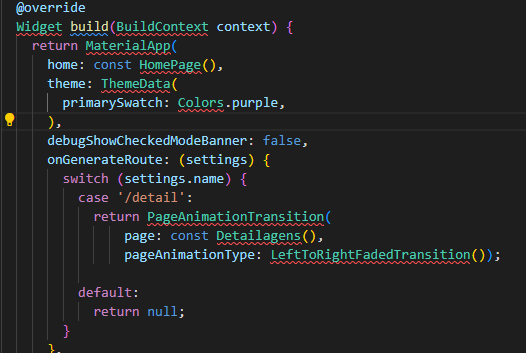 @override
Widget build(BuildContext context) {
return MaterialApp(
home: const HomePage(),
theme: ThemeData(
primarySwatch: Colors.purple,
),
debugShowCheckedModeBanner: false,
onGenerateRoute: (settings) {
switch (settings.name) {
case '/detail':
return PageAnimationTransition(
page: const Detailagens(),
pageAnimationType: LeftToRightFadedTransition());
default:
return null;
}
},